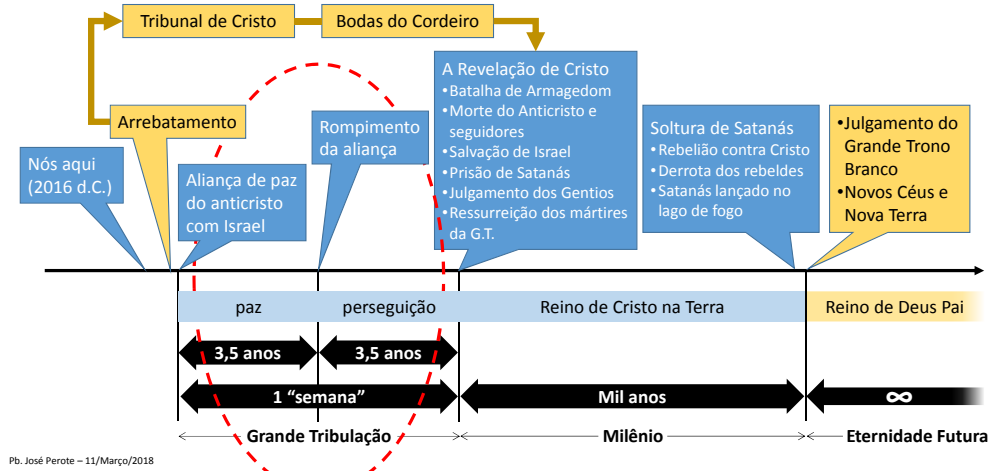 Tribunal de Cristo
Bodas do Cordeiro
Arrebatamento
Nós aqui
(2016 d.C.)
Aliança de paz
do anticristo
com Israel
Rompimento
da aliança
A Revelação de Cristo
•Batalha de Armagedom
•Morte do Anticristo e
seguidores
•Salvação de Israel
•Prisão de Satanás
•Julgamento dos Gentios
•Ressurreição dos mártires
da G.T.
Soltura de Satanás
•Rebelião contra Cristo
•Derrota dos rebeldes
•Satanás lançado no
lago de fogo
•Julgamento do
Grande Trono
Branco
•Novos Céus e
Nova Terra
paz
perseguição
Reino de Cristo na Terra
Reino de Deus Pai
3,5 anos
3,5 anos
1 “semana”
Mil anos
∞
Grande Tribulação
Milênio
Eternidade Futura
Pb. José Perote – 11/Março/2018